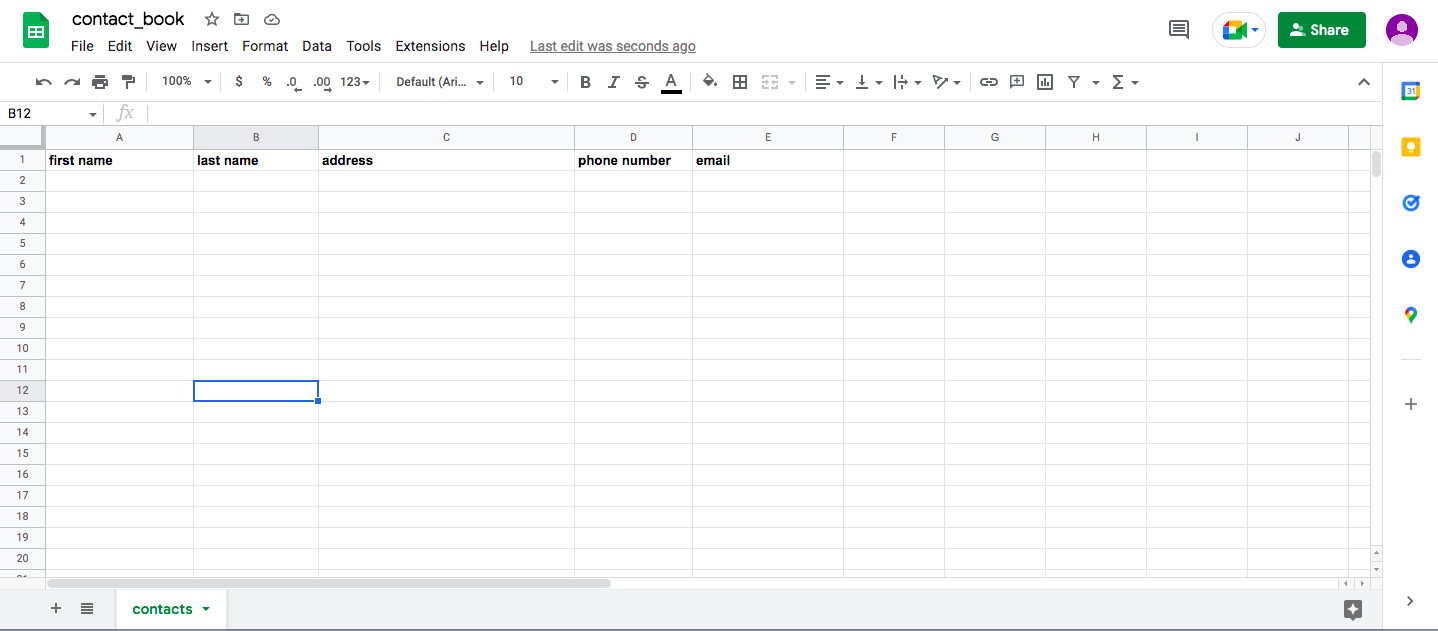 contact_book
File Edit View Insert Format Data Tools Extensions Help Last edit was seconds ago
Share
100% $ % .0 .00 123 Default (Ari... 10 B I S A Σ
31
B12 fx
A B C D E F G H I J
1 first name last name address phone number email
2
3
4
5
6
7
8
9
10
11
12
13
14
15
16
17
18
19
20
contacts